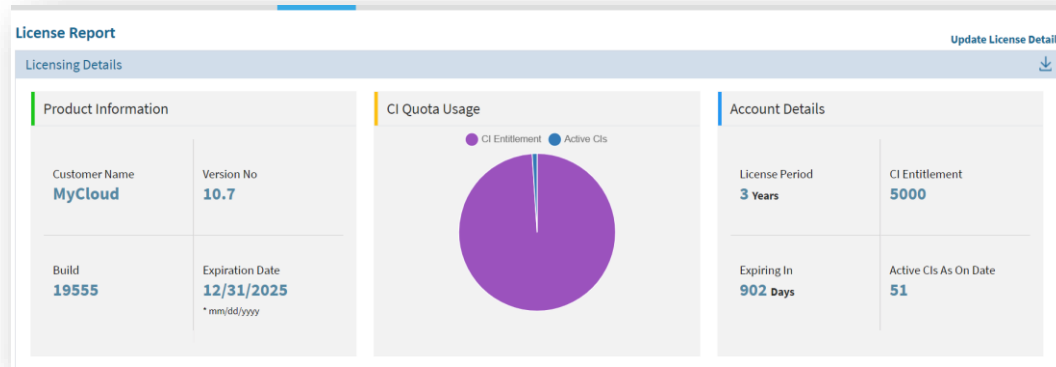 License Report
Update License Detail
Licensing Details
Product Information
Customer Name
MyCloud
Version No
10.7
Build
19555
Expiration Date
12/31/2025
* mm/dd/yyyy
CI Quota Usage
CI Entitlement
Active CIs
Account Details
License Period
3 Years
CI Entitlement
5000
Expiring In
902 Days
Active CIs As On Date
51